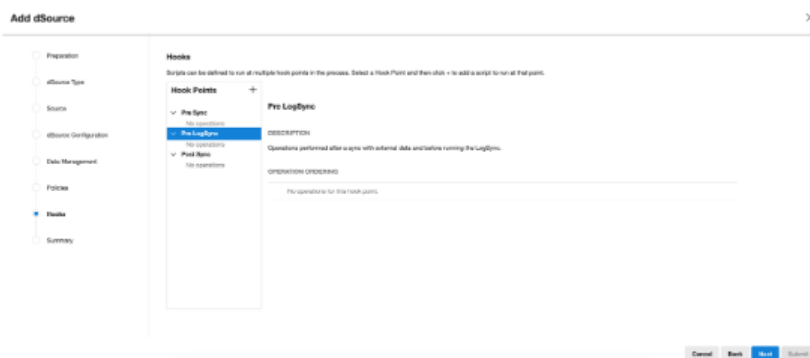 Add dSource
Preparation
dSource Type
Source
dSource Configuration
Data Management
Policies
Hooks
Summary
Hooks
Scripts can be defined to run at multiple hook points in the process. Select a Hook Point and then click + to add a script to run at that point.
Hook Points +
Pre Sync
No operations
Pre LogSync
No operations
Post Sync
No operations
Pre LogSync
DESCRIPTION
Operations performed after a sync with external data and before running the LogSync.
OPERATION ORDERING
No operations for this hook point.
Cancel Back Next Submit